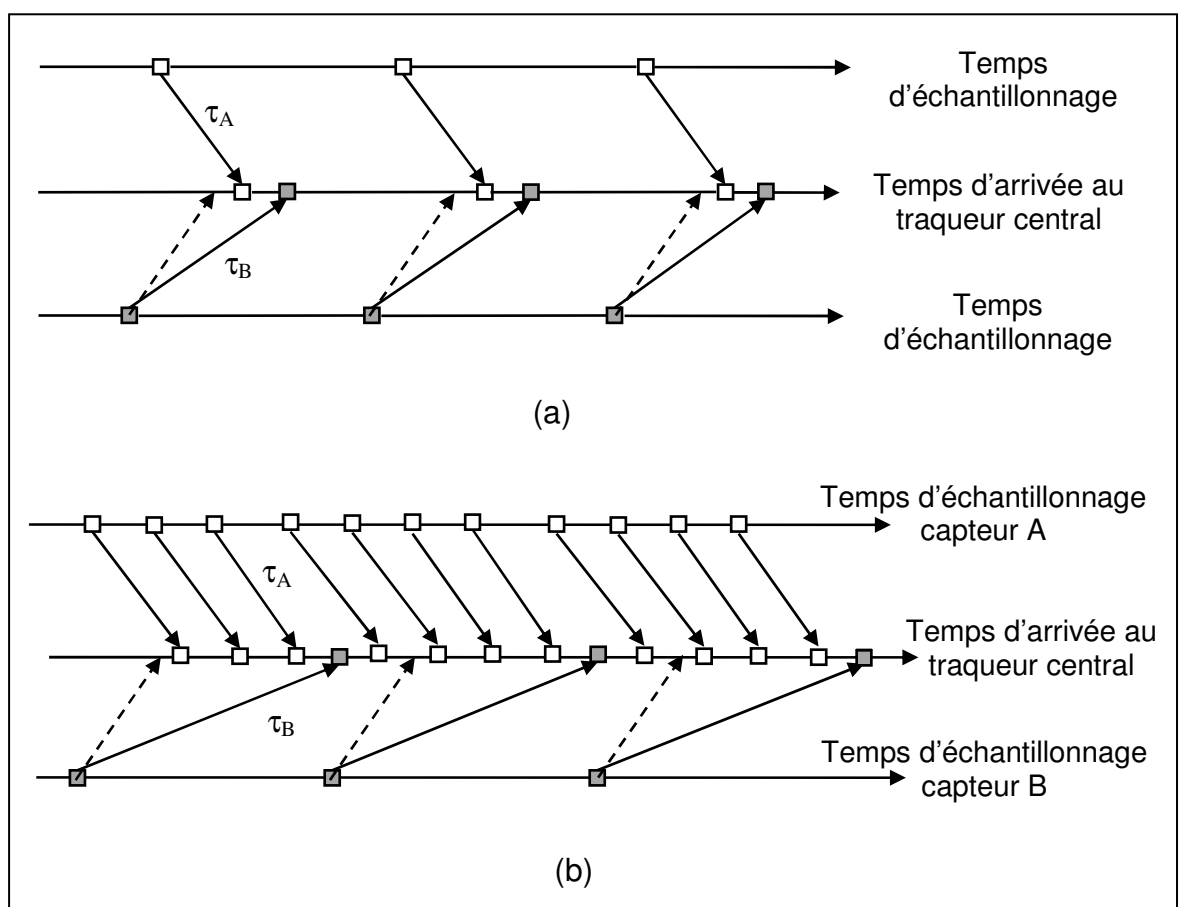 Temps
d'échantillonnage
τA
Temps d'arrivée au
traqueur central
τB
Temps
d'échantillonnage
(a)
Temps d'échantillonnage
capteur A
τA
Temps d'arrivée au
traqueur central
τB
Temps d'échantillonnage
capteur B
(b)